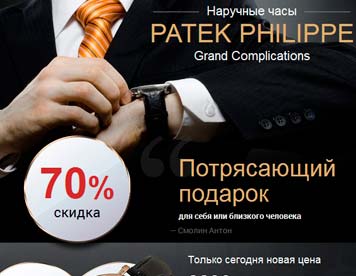 Наручные часы
PATEK PHILIPPE
Grand Complications
70%
скидка
Потрясающий
подарок
для себя или близкого человека
— Смолин Антон
Только сегодня новая цена